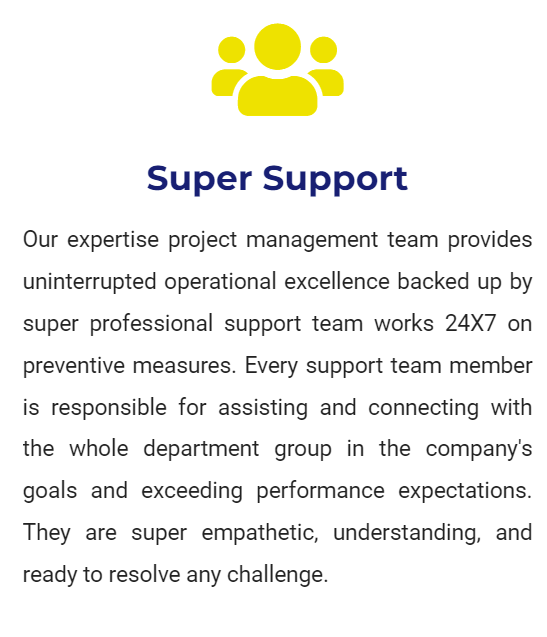 Super Support
Our expertise project management team provides
uninterrupted operational excellence backed up by
super professional support team works 24X7 on
preventive measures. Every support team member
is responsible for assisting and connecting with
the whole department group in the company's
goals and exceeding performance expectations.
They are super empathetic, understanding, and
ready to resolve any challenge.